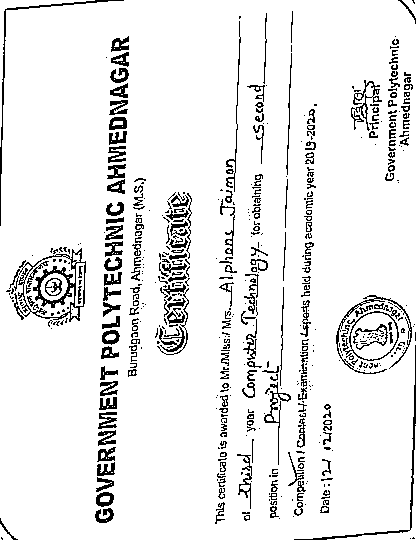 GOVERNMENT POLYTECHNIC AHMEDNAGAR
Burudgaon Road, Ahmednagar (M.S.)
Certificate
This certificate is awarded to Mr./Miss/ Mrs. Alphons Jaimon
of Third year Computer Technology for obtaining second
position in Project
Competition / Contest / Examination / sports held during academic year 2019-2020.
Date : 12/12/2020
Principal
Government Polytechnic
Ahmednagar
Polytechnic Ahmednagar